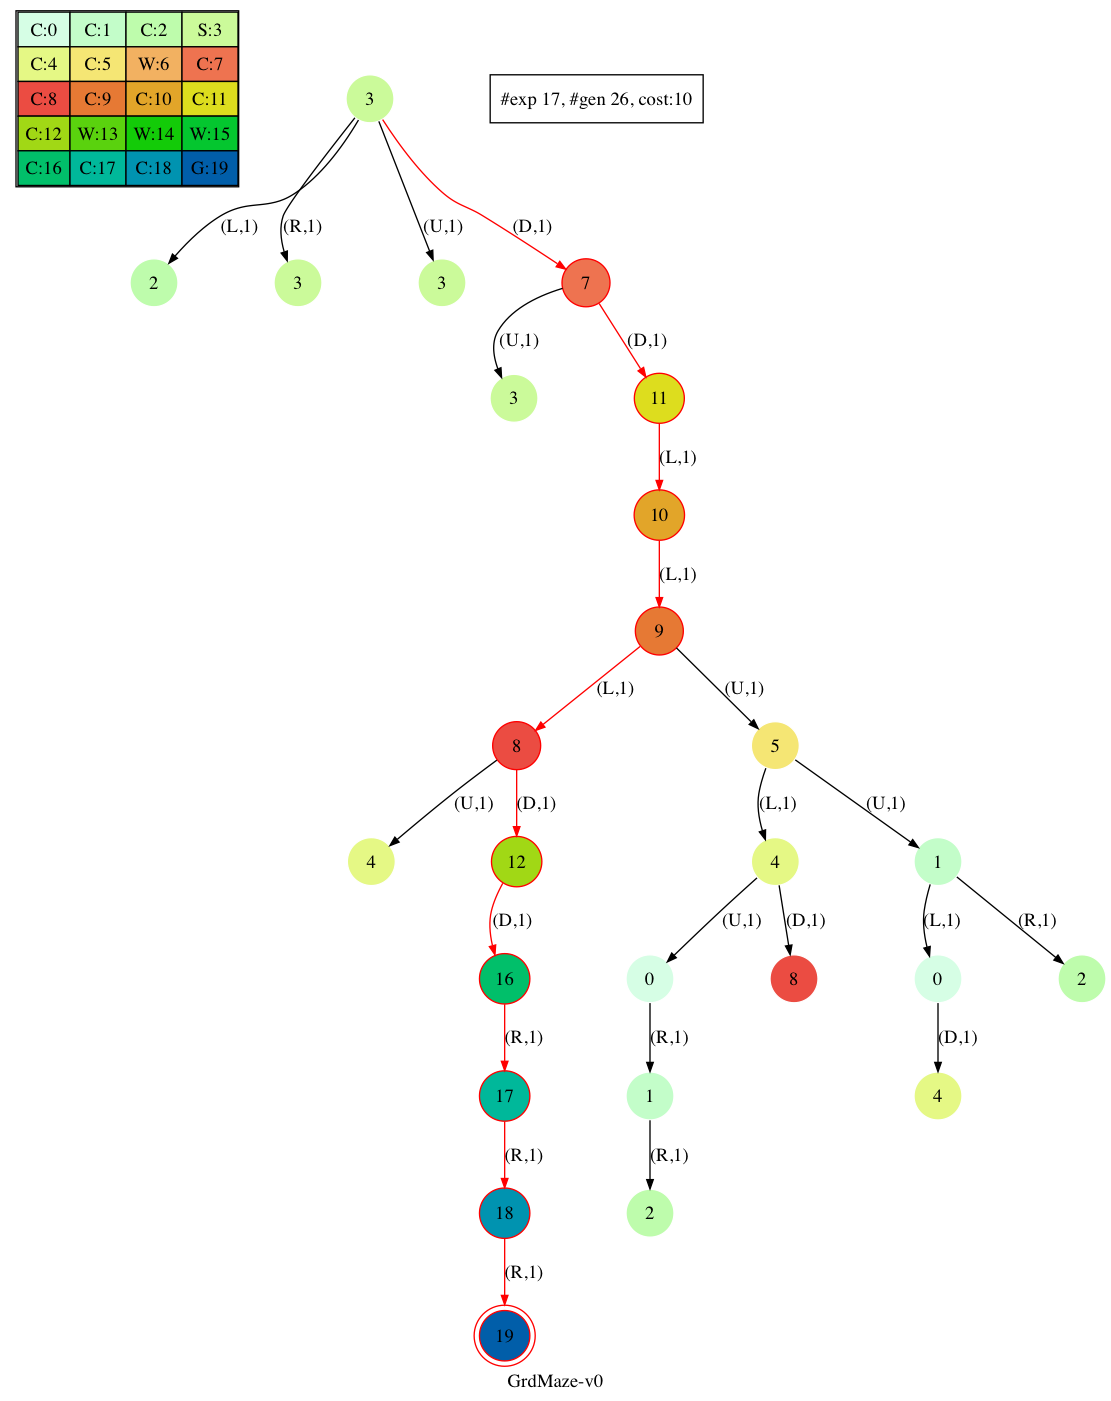 C:0 C:1 C:2 S:3
C:4 C:5 W:6 C:7
C:8 C:9 C:10 C:11
C:12 W:13 W:14 W:15
C:16 C:17 C:18 G:19
#exp 17, #gen 26, cost:10
3
(L,1) (R,1) (U,1) (D,1)
2 3 3 7
(U,1) (D,1)
3 11
(L,1)
10
(L,1)
9
(L,1) (U,1)
8 5
(U,1) (D,1) (L,1) (U,1)
4 12 4 1
(D,1) (U,1) (D,1) (L,1) (R,1)
16 0 8 0 2
(R,1) (R,1) (D,1)
17 1 4
(R,1) (R,1)
18 2
(R,1)
19
GrdMaze-v0